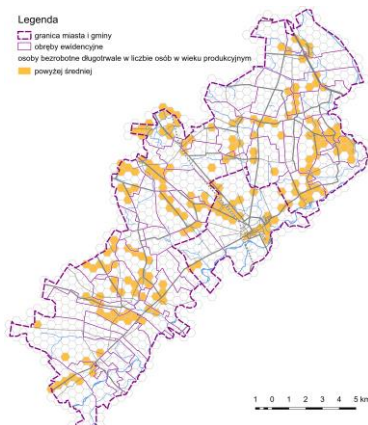 Legenda
granica miasta i gminy
obręby ewidencyjne
osoby bezrobotne długotrwale w liczbie osób w wieku produkcyjnym
powyżej średniej
1 0 1 2 3 4 5 km